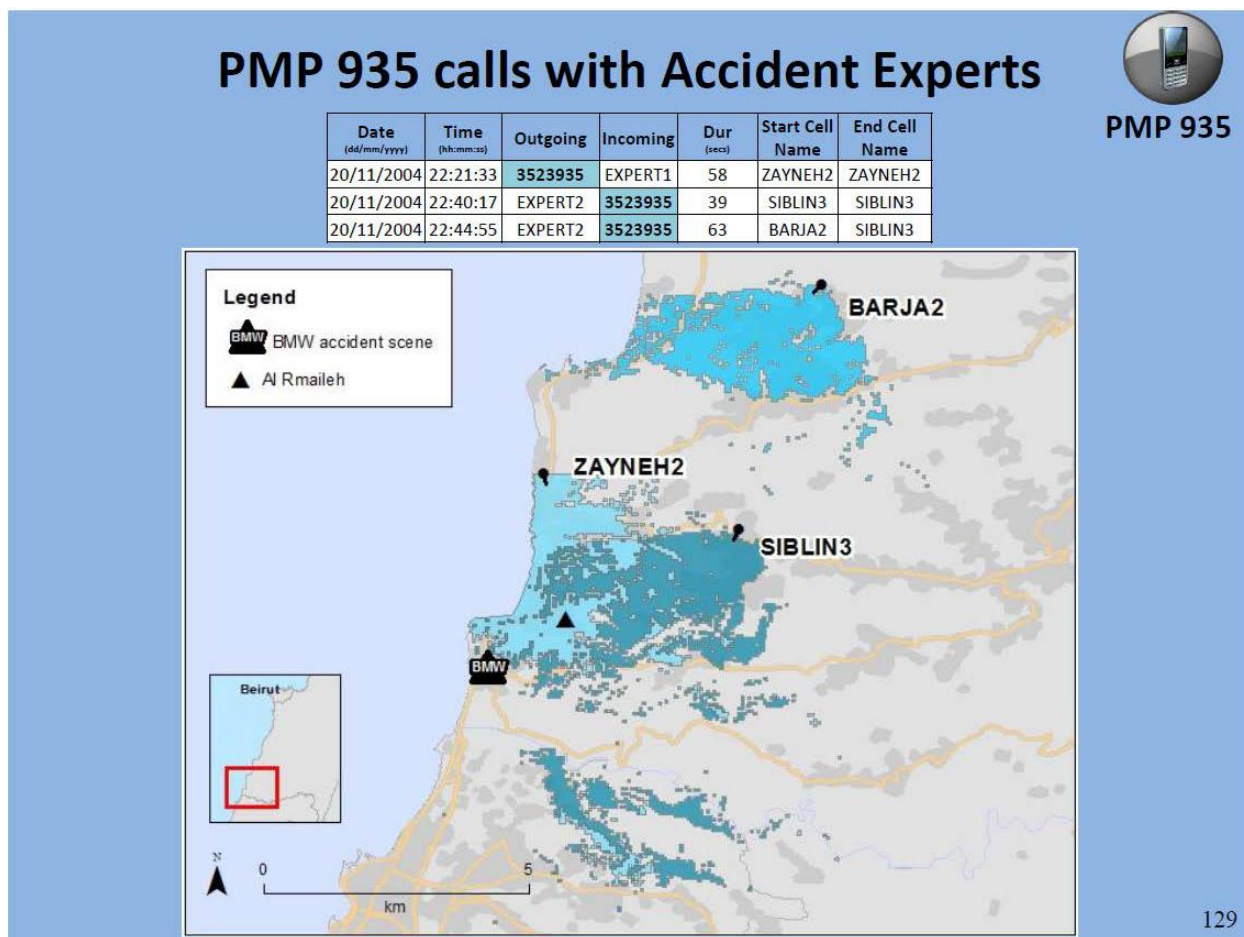 PMP 935 calls with Accident Experts
PMP 935
Date (dd/mm/yyyy) Time (hh:mm:ss) Outgoing Incoming Dur (secs) Start Cell Name End Cell Name
20/11/2004 22:21:33 3523935 EXPERT1 58 ZAYNEH2 ZAYNEH2
20/11/2004 22:40:17 EXPERT2 3523935 39 SIBLIN3 SIBLIN3
20/11/2004 22:44:55 EXPERT2 3523935 63 BARJA2 SIBLIN3
Legend
BMW BMW accident scene
Al Rmaileh
BARJA2
ZAYNEH2
SIBLIN3
BMW
Beirut
N
0 5
km
129